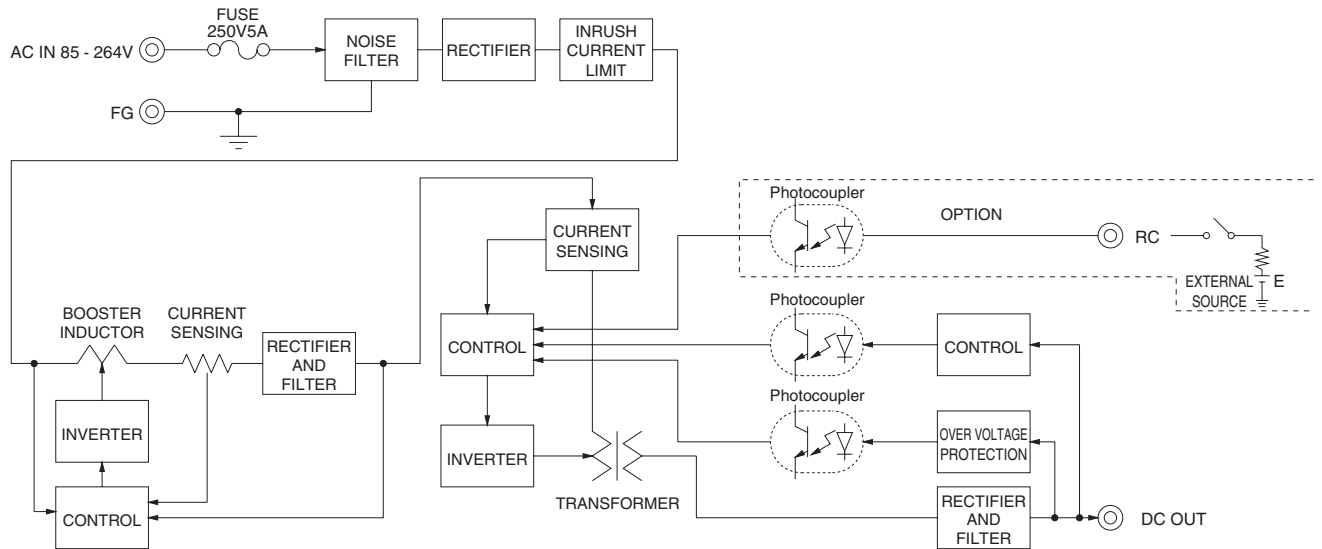 FUSE
250V5A
AC IN 85 - 264V
NOISE
FILTER
RECTIFIER
INRUSH
CURRENT
LIMIT
FG
Photocoupler
OPTION
RC
CURRENT
SENSING
EXTERNAL
SOURCE
E
BOOSTER
INDUCTOR
CURRENT
SENSING
RECTIFIER
AND
FILTER
CONTROL
Photocoupler
CONTROL
Photocoupler
INVERTER
INVERTER
OVER VOLTAGE
PROTECTION
TRANSFORMER
CONTROL
RECTIFIER
AND
FILTER
DC OUT